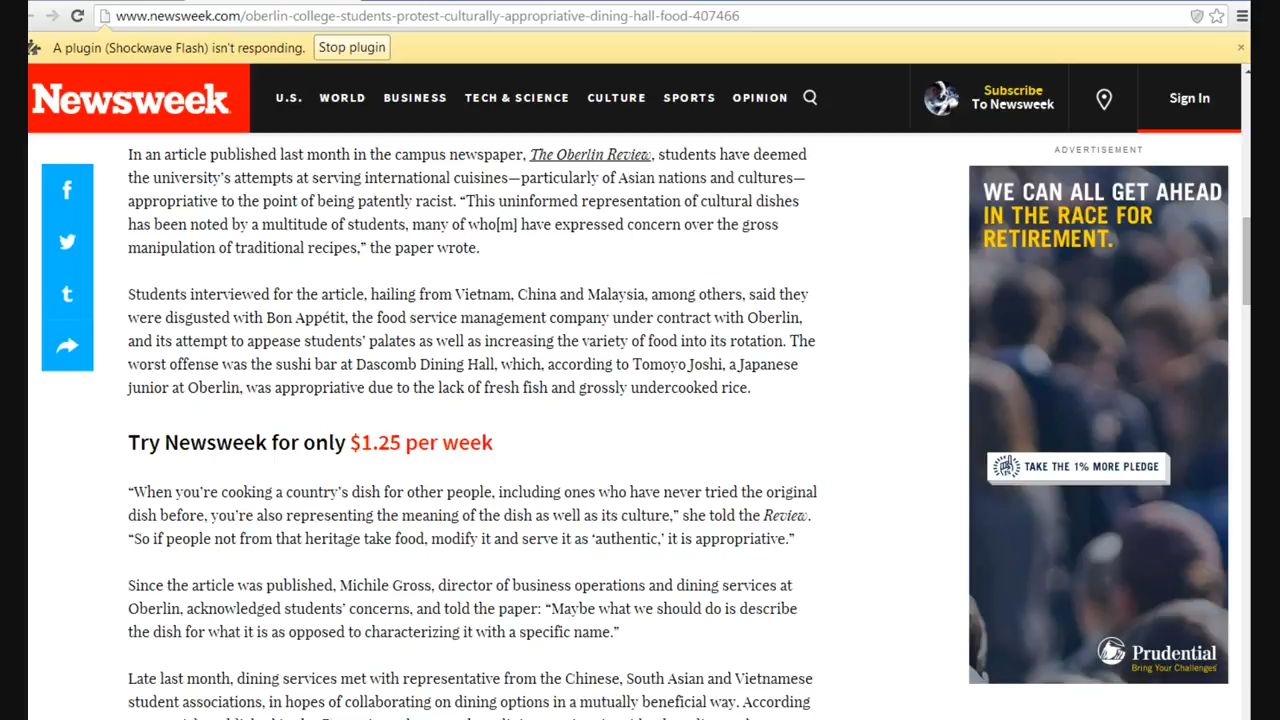 www.newsweek.com/oberlin-college-students-protest-culturally-appropriative-dining-hall-food-407466
A plugin (Shockwave Flash) isn't responding. Stop plugin
Newsweek
U.S. WORLD BUSINESS TECH & SCIENCE CULTURE SPORTS OPINION
Subscribe
To Newsweek
Sign In
In an article published last month in the campus newspaper, The Oberlin Review, students have deemed
the university's attempts at serving international cuisines—particularly of Asian nations and cultures—
appropriative to the point of being patently racist. “This uninformed representation of cultural dishes
has been noted by a multitude of students, many of who[m] have expressed concern over the gross
manipulation of traditional recipes,” the paper wrote.
Students interviewed for the article, hailing from Vietnam, China and Malaysia, among others, said they
were disgusted with Bon Appétit, the food service management company under contract with Oberlin,
and its attempt to appease students’ palates as well as increasing the variety of food into its rotation. The
worst offense was the sushi bar at Dascomb Dining Hall, which, according to Tomoyo Joshi, a Japanese
junior at Oberlin, was appropriative due to the lack of fresh fish and grossly undercooked rice.
Try Newsweek for only $1.25 per week
“When you’re cooking a country’s dish for other people, including ones who have never tried the original
dish before, you’re also representing the meaning of the dish as well as its culture,” she told the Review.
“So if people not from that heritage take food, modify it and serve it as ‘authentic,’ it is appropriative.”
Since the article was published, Michile Gross, director of business operations and dining services at
Oberlin, acknowledged students’ concerns, and told the paper: “Maybe what we should do is describe
the dish for what it is as opposed to characterizing it with a specific name.”
Late last month, dining services met with representative from the Chinese, South Asian and Vietnamese
student associations, in hopes of collaborating on dining options in a mutually beneficial way. According
ADVERTISEMENT
WE CAN ALL GET AHEAD
IN THE RACE FOR
RETIREMENT.
TAKE THE 1% MORE PLEDGE
Prudential
Bring Your Challenges